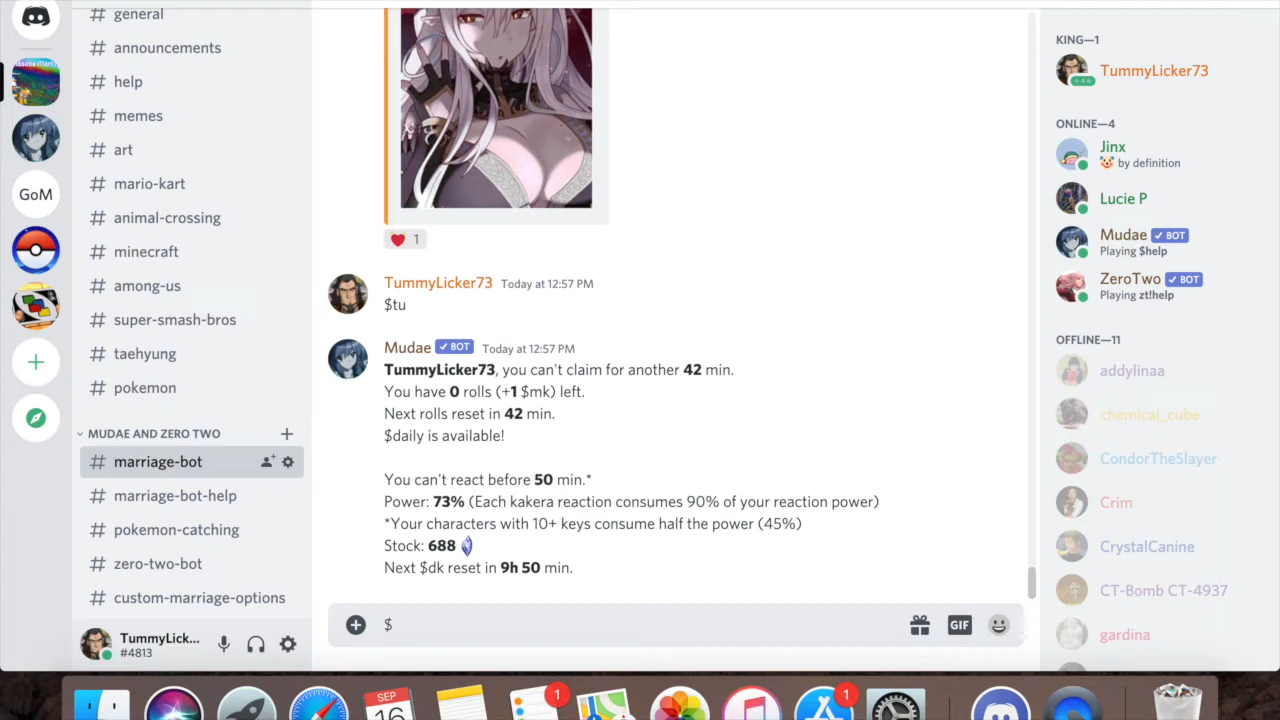 GoM
general
announcements
help
memes
art
mario-kart
animal-crossing
minecraft
among-us
super-smash-bros
taehyung
pokemon
MUDAE AND ZERO TWO
marriage-bot
marriage-bot-help
pokemon-catching
zero-two-bot
custom-marriage-options
TummyLick...
#4813
1
TummyLicker73 Today at 12:57 PM
$tu
Mudae BOT Today at 12:57 PM
TummyLicker73, you can't claim for another 42 min.
You have 0 rolls (+1 $mk) left.
Next rolls reset in 42 min.
$daily is available!
You can't react before 50 min.*
Power: 73% (Each kakera reaction consumes 90% of your reaction power)
*Your characters with 10+ keys consume half the power (45%)
Stock: 688
Next $dk reset in 9h 50 min.
$
GIF
KING—1
TummyLicker73
ONLINE—4
Jinx
by definition
Lucie P
Mudae BOT
Playing $help
ZeroTwo BOT
Playing zt!help
OFFLINE—11
addylinaa
chemical_cube
CondorTheSlayer
Crim
CrystalCanine
CT-Bomb CT-4937
gardina
SEP
16
1
1